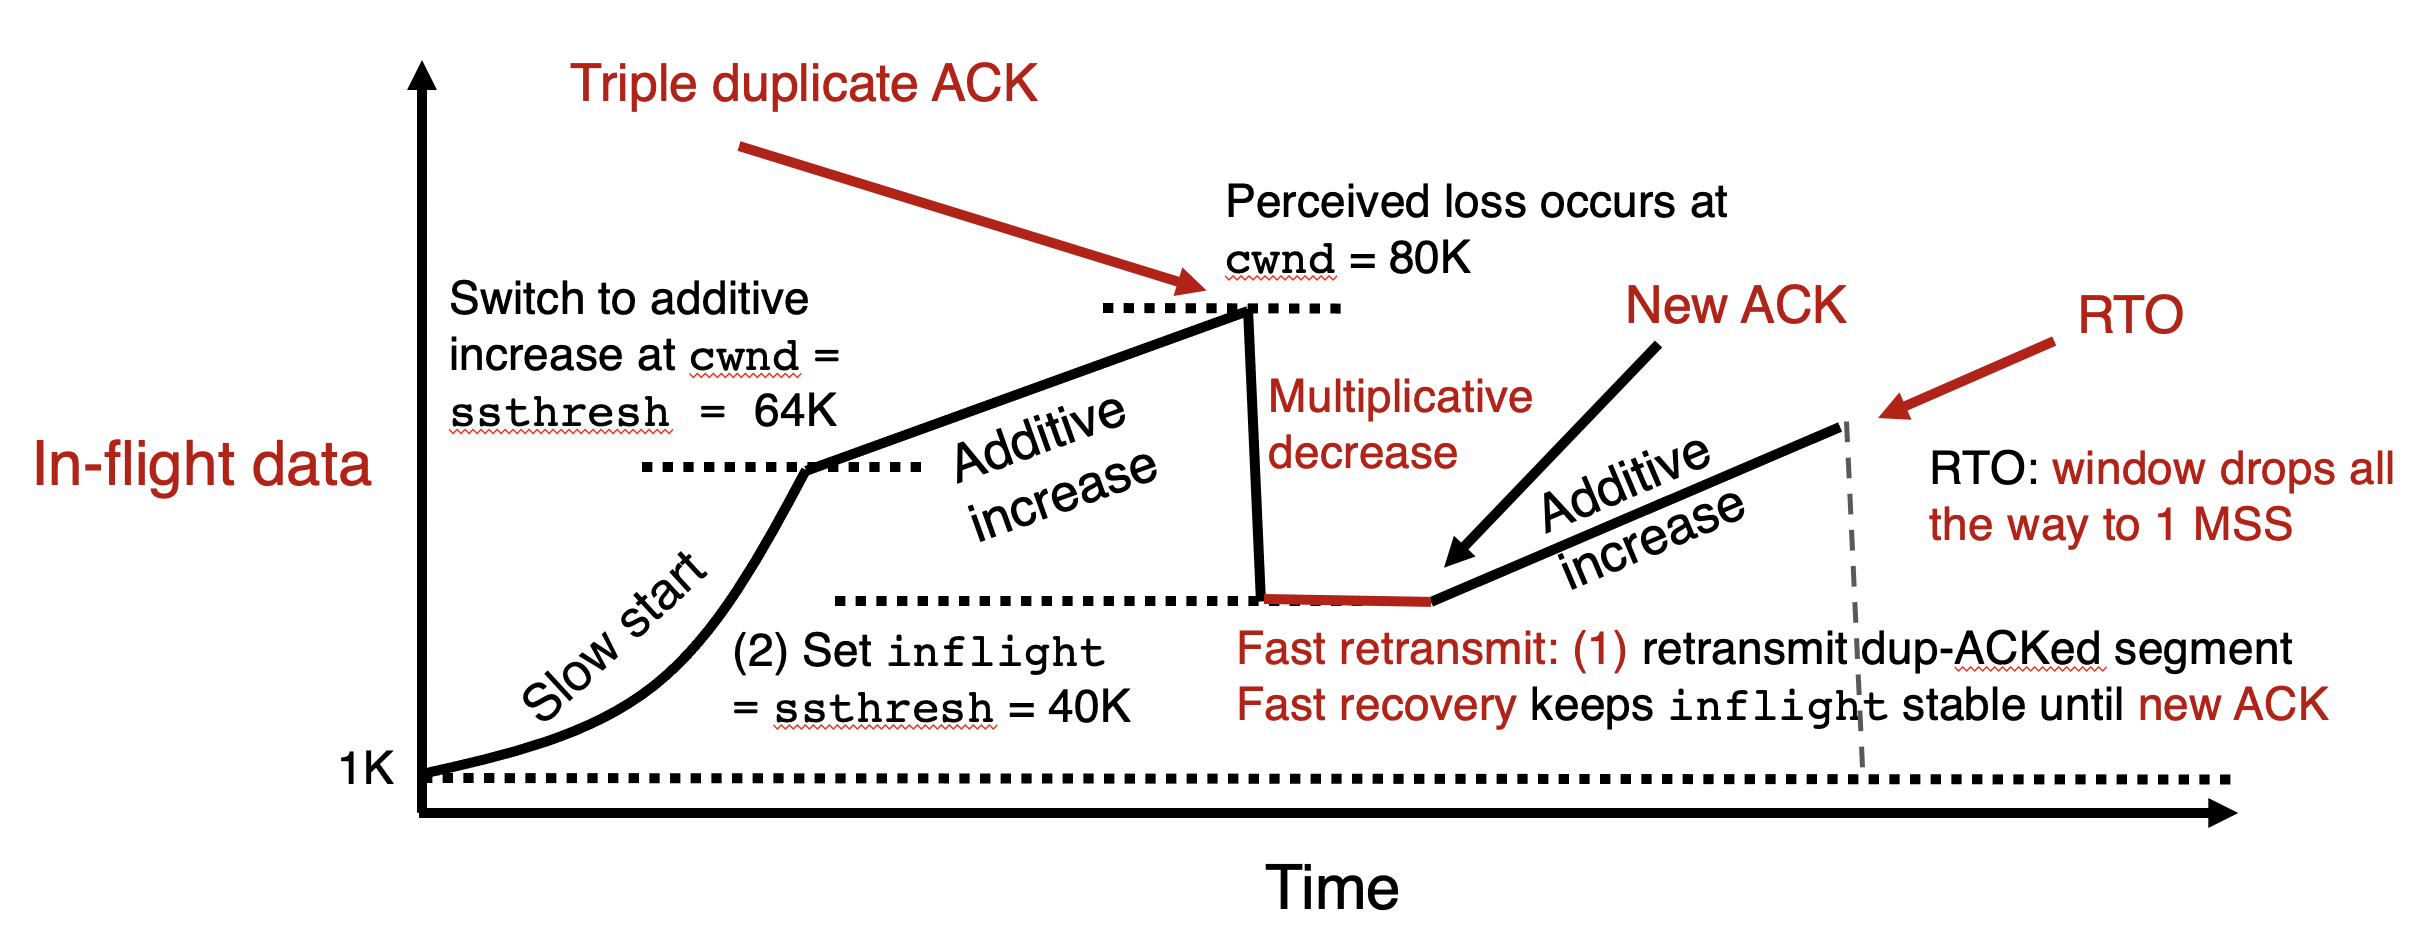 Triple duplicate ACK
Perceived loss occurs at
cwnd = 80K
Switch to additive
increase at cwnd =
ssthresh = 64K
New ACK
RTO
In-flight data
Additive
increase
Multiplicative
decrease
Additive
increase
RTO: window drops all
the way to 1 MSS
Slow start
(2) Set inflight
= ssthresh = 40K
Fast retransmit: (1) retransmit dup-ACKed segment
Fast recovery keeps inflight stable until new ACK
1K
Time